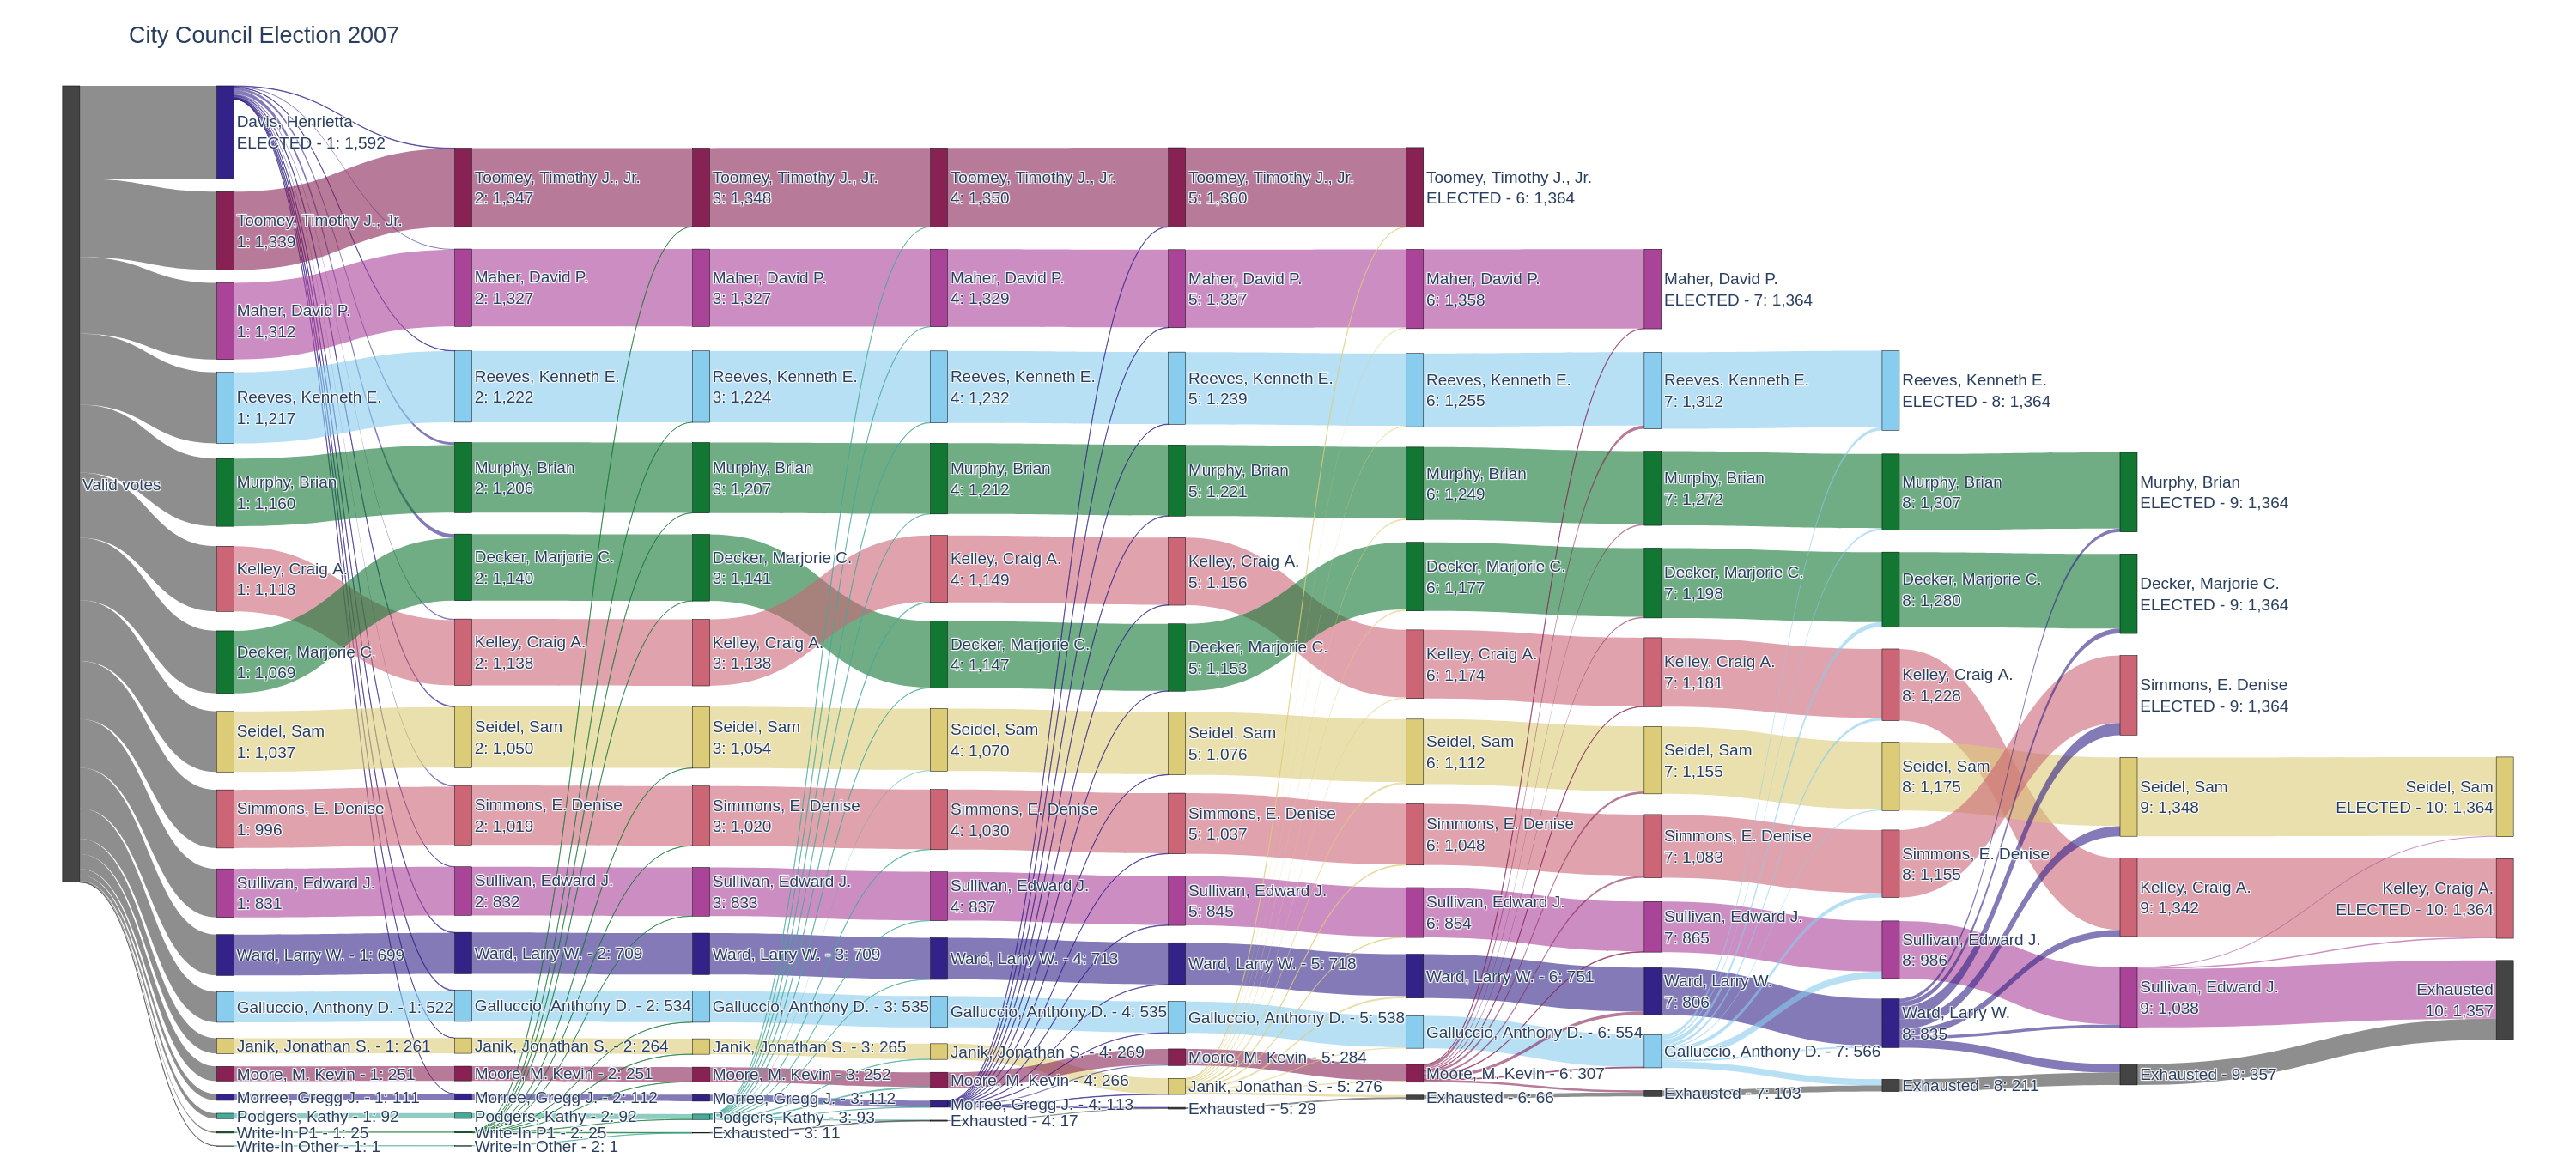 City Council Election 2007
Valid votes
Davis, Henrietta
ELECTED - 1: 1,592
Toomey, Timothy J., Jr.
1: 1,339
Maher, David P.
1: 1,312
Reeves, Kenneth E.
1: 1,217
Murphy, Brian
1: 1,160
Kelley, Craig A.
1: 1,118
Decker, Marjorie C.
1: 1,069
Seidel, Sam
1: 1,037
Simmons, E. Denise
1: 996
Sullivan, Edward J.
1: 831
Ward, Larry W. - 1: 699
Galluccio, Anthony D. - 1: 522
Janik, Jonathan S. - 1: 261
Moore, M. Kevin - 1: 251
Morree, Gregg J. - 1: 111
Podgers, Kathy - 1: 92
Write-In P1 - 1: 25
Write-In Other - 1: 1
Toomey, Timothy J., Jr.
2: 1,347
Maher, David P.
2: 1,327
Reeves, Kenneth E.
2: 1,222
Murphy, Brian
2: 1,206
Decker, Marjorie C.
2: 1,140
Kelley, Craig A.
2: 1,138
Seidel, Sam
2: 1,050
Simmons, E. Denise
2: 1,019
Sullivan, Edward J.
2: 832
Ward, Larry W. - 2: 709
Galluccio, Anthony D. - 2: 534
Janik, Jonathan S. - 2: 264
Moore, M. Kevin - 2: 251
Morree, Gregg J. - 2: 112
Podgers, Kathy - 2: 92
Write-In P1 - 2: 25
Write-In Other - 2: 1
Toomey, Timothy J., Jr.
3: 1,348
Maher, David P.
3: 1,327
Reeves, Kenneth E.
3: 1,224
Murphy, Brian
3: 1,207
Decker, Marjorie C.
3: 1,141
Kelley, Craig A.
3: 1,138
Seidel, Sam
3: 1,054
Simmons, E. Denise
3: 1,020
Sullivan, Edward J.
3: 833
Ward, Larry W. - 3: 709
Galluccio, Anthony D. - 3: 535
Janik, Jonathan S. - 3: 265
Moore, M. Kevin - 3: 252
Morree, Gregg J. - 3: 112
Podgers, Kathy - 3: 93
Exhausted - 3: 11
Toomey, Timothy J., Jr.
4: 1,350
Maher, David P.
4: 1,329
Reeves, Kenneth E.
4: 1,232
Murphy, Brian
4: 1,212
Kelley, Craig A.
4: 1,149
Decker, Marjorie C.
4: 1,147
Seidel, Sam
4: 1,070
Simmons, E. Denise
4: 1,030
Sullivan, Edward J.
4: 837
Ward, Larry W. - 4: 713
Galluccio, Anthony D. - 4: 535
Janik, Jonathan S. - 4: 269
Moore, M. Kevin - 4: 266
Morree, Gregg J. - 4: 113
Exhausted - 4: 17
Toomey, Timothy J., Jr.
5: 1,360
Maher, David P.
5: 1,337
Reeves, Kenneth E.
5: 1,239
Murphy, Brian
5: 1,221
Kelley, Craig A.
5: 1,156
Decker, Marjorie C.
5: 1,153
Seidel, Sam
5: 1,076
Simmons, E. Denise
5: 1,037
Sullivan, Edward J.
5: 845
Ward, Larry W. - 5: 718
Galluccio, Anthony D. - 5: 538
Moore, M. Kevin - 5: 284
Janik, Jonathan S. - 5: 276
Exhausted - 5: 29
Toomey, Timothy J., Jr.
ELECTED - 6: 1,364
Maher, David P.
6: 1,358
Reeves, Kenneth E.
6: 1,255
Murphy, Brian
6: 1,249
Decker, Marjorie C.
6: 1,177
Kelley, Craig A.
6: 1,174
Seidel, Sam
6: 1,112
Simmons, E. Denise
6: 1,048
Sullivan, Edward J.
6: 854
Ward, Larry W. - 6: 751
Galluccio, Anthony D. - 6: 554
Moore, M. Kevin - 6:307
Exhausted - 6: 66
Maher, David P.
ELECTED - 7: 1,364
Reeves, Kenneth E.
7: 1,312
Murphy, Brian
7: 1,272
Decker, Marjorie C.
7: 1,198
Kelley, Craig A.
7: 1,181
Seidel, Sam
7: 1,155
Simmons, E. Denise
7: 1,083
Sullivan, Edward J.
7: 865
Ward, Larry W.
7: 806
Galluccio, Anthony D. - 7: 566
Exhausted - 7: 103
Reeves, Kenneth E.
ELECTED - 8: 1,364
Murphy, Brian
8: 1,307
Decker, Marjorie C.
8: 1,280
Kelley, Craig A.
8: 1,228
Seidel, Sam
8: 1,175
Simmons, E. Denise
8: 1,155
Sullivan, Edward J.
8: 986
Ward, Larry W.
8: 835
Exhausted - 8: 211
Murphy, Brian
ELECTED - 9: 1,364
Decker, Marjorie C.
ELECTED - 9: 1,364
Simmons, E. Denise
ELECTED - 9: 1,364
Seidel, Sam
9: 1,348
Kelley, Craig A.
9: 1,342
Sullivan, Edward J.
9: 1,038
Exhausted - 9: 357
Seidel, Sam
ELECTED - 10: 1,364
Kelley, Craig A.
ELECTED - 10: 1,364
Exhausted
10: 1,357